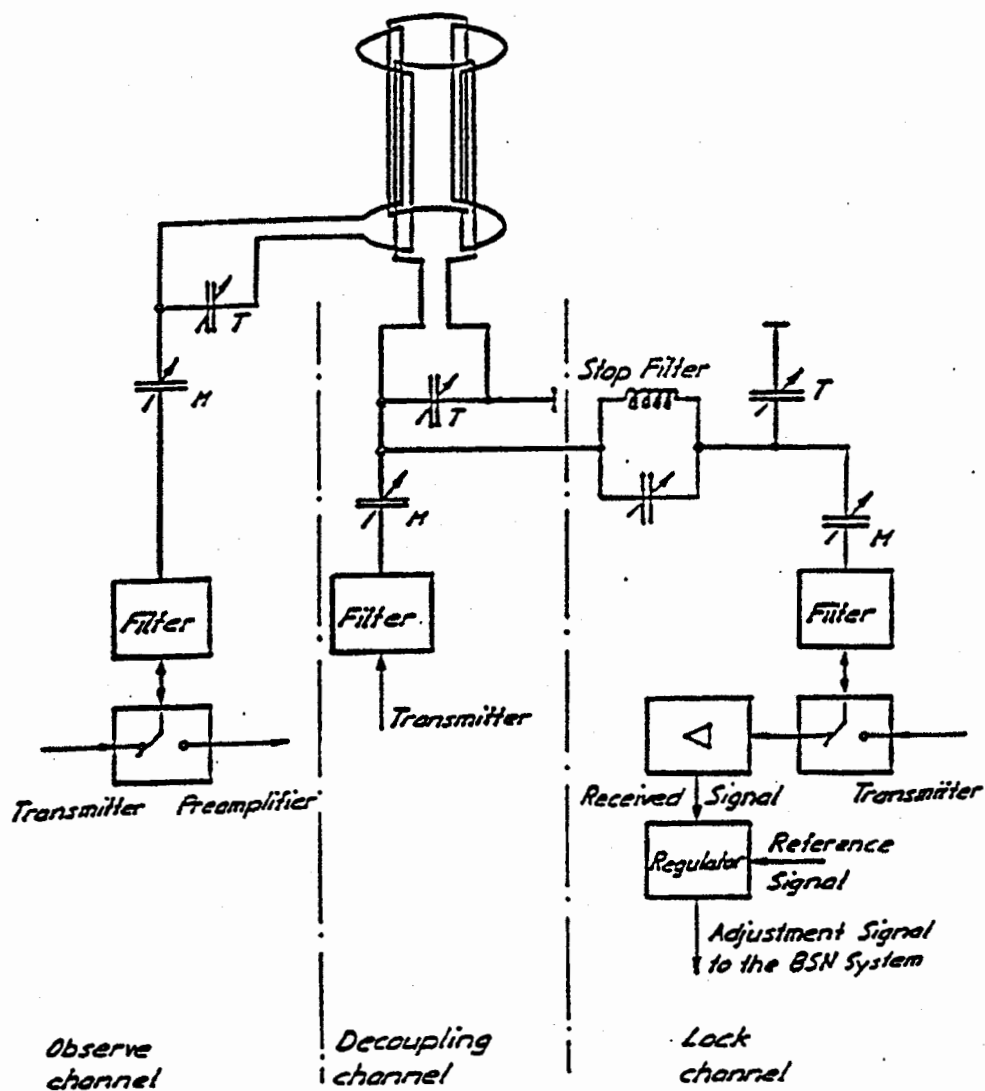 T
M
T
M
Stop Filter
T
M
Filter
Filter
Filter
Transmitter
Transmitter
Preamplifier
Received
Signal
Transmitter
Regulator
Reference
Signal
Adjustment Signal
to the BSN System
Observe
channel
Decoupling
channel
Lock
channel